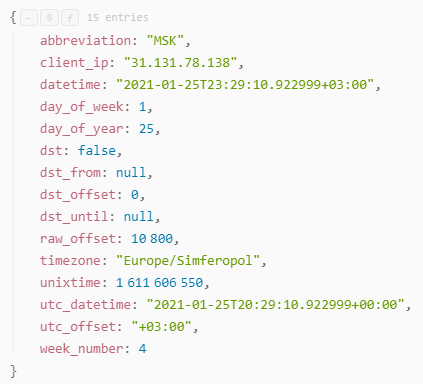 { – S ƒ 15 entries
abbreviation: "MSK",
client_ip: "31.131.78.138",
datetime: "2021-01-25T23:29:10.922999+03:00",
day_of_week: 1,
day_of_year: 25,
dst: false,
dst_from: null,
dst_offset: 0,
dst_until: null,
raw_offset: 10 800,
timezone: "Europe/Simferopol",
unixtime: 1 611 606 550,
utc_datetime: "2021-01-25T20:29:10.922999+00:00",
utc_offset: "+03:00",
week_number: 4
}